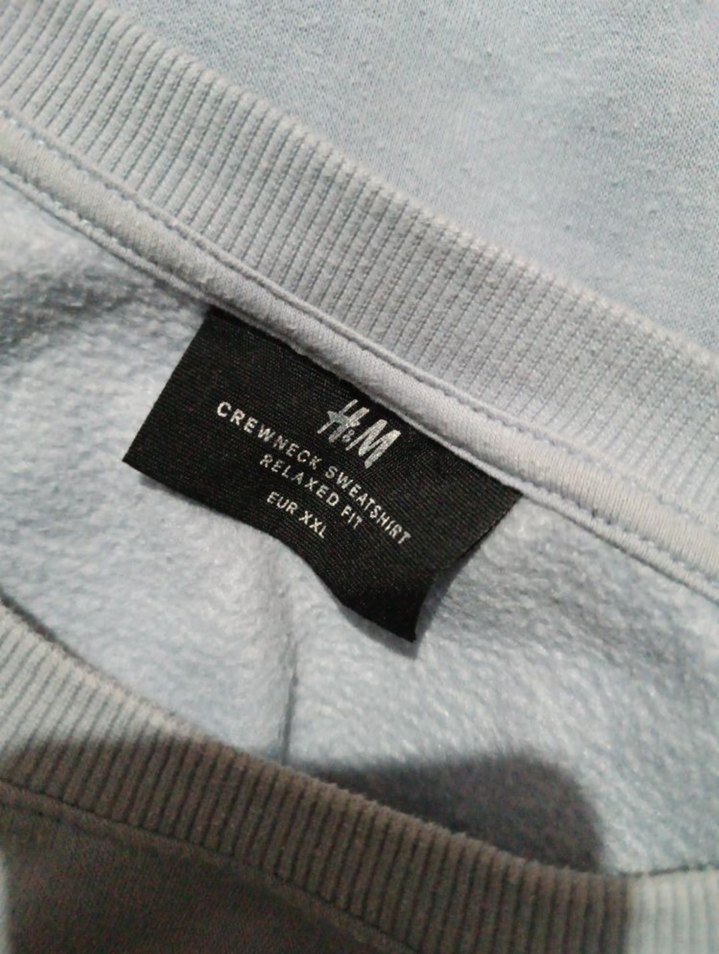 H&M
CREWNECK SWEATSHIRT
RELAXED FIT
EUR XXL